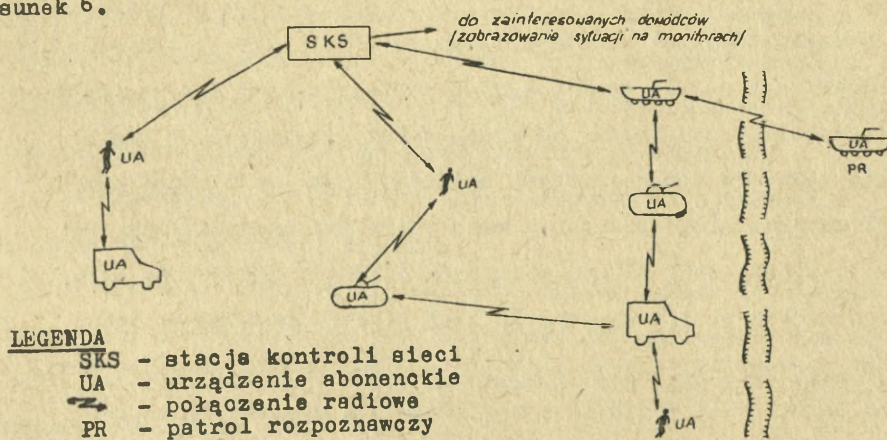 sunek 6.
do zainteresowanych dowódców
/zobrazowanie sytuacji na monitorach/
SKS
UA
UA
PR
UA
UA
UA
UA
UA
UA
UA
LEGENDA
SKS - stacja kontroli sieci
UA - urządzenie abonenckie
- połączenie radiowe
PR - patrol rozpoznawczy